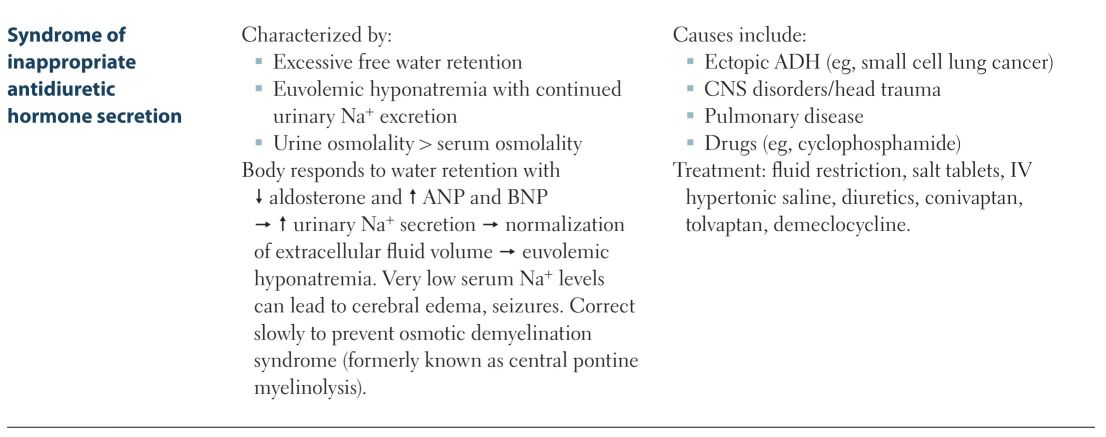 Syndrome of
inappropriate
antidiuretic
hormone secretion
Characterized by:
▪ Excessive free water retention
▪ Euvolemic hyponatremia with continued
urinary Na⁺ excretion
▪ Urine osmolality > serum osmolality
Body responds to water retention with
↓ aldosterone and ↑ ANP and BNP
→ ↑ urinary Na⁺ secretion → normalization
of extracellular fluid volume → euvolemic
hyponatremia. Very low serum Na⁺ levels
can lead to cerebral edema, seizures. Correct
slowly to prevent osmotic demyelination
syndrome (formerly known as central pontine
myelinolysis).
Causes include:
▪ Ectopic ADH (eg, small cell lung cancer)
▪ CNS disorders/head trauma
▪ Pulmonary disease
▪ Drugs (eg, cyclophosphamide)
Treatment: fluid restriction, salt tablets, IV
hypertonic saline, diuretics, conivaptan,
tolvaptan, demeclocycline.